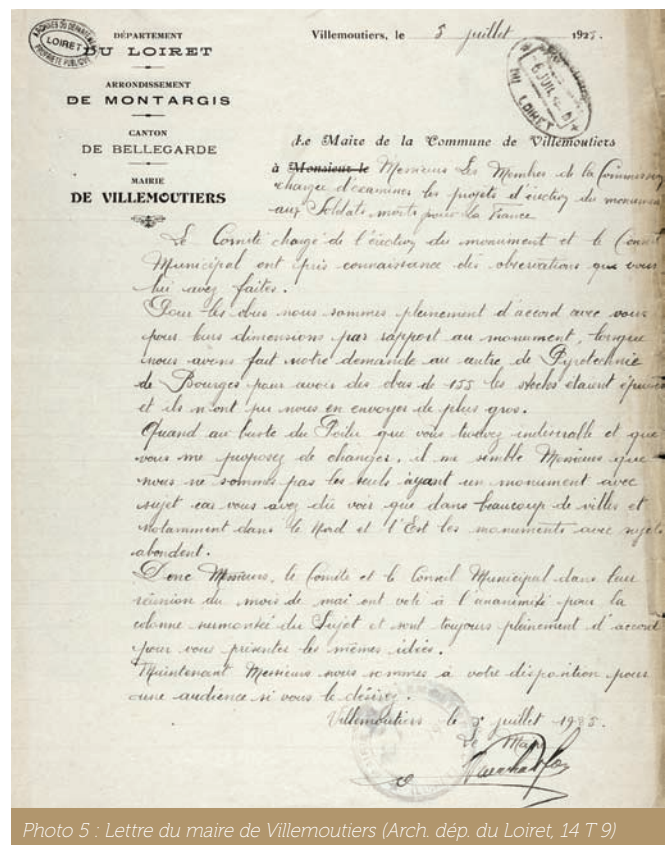 ARCHIVES DU DÉPARTEMENT
LOIRET
PROPRIÉTÉ PUBLIQUE
DÉPARTEMENT
DU LOIRET
ARRONDISSEMENT
DE MONTARGIS
CANTON
DE BELLEGARDE
MAIRIE
DE VILLEMOUTIERS
Villemoutiers, le 5 juillet 1925.
6 JUIL
DU LOIRET
Le Maire de la Commune de Villemoutiers
à Monsieur le Messieurs Les Membres de la Commission
chargée d'examiner les projets d'érection du monument
aux Soldats morts pour la France
Le Comité chargé de l'érection du monument et le Conseil
Municipal ont pris connaissance des observations que vous
lui avez faites.
Pour les obus nous sommes pleinement d'accord avec vous
pour leurs dimensions par rapport au monument, lorsque
nous avons fait notre demande au centre de Pyrotechnie
de Bourges pour avoir des obus de 155 les stocks étaient épuisés
et ils n'ont pu nous en envoyer de plus gros.
Quand au buste du Poilu que vous trouvez indésirable et que
vous me proposez de changer, il me semble Messieurs que
nous ne sommes pas les seuls ayant un monument avec
sujet car vous avez dû voir que dans beaucoup de villes et
notamment dans le Nord et l'Est les monuments avec sujets
abondent.
Donc Messieurs, le Comité et le Conseil Municipal dans leur
réunion du mois de mai ont voté à l'unanimité pour la
colonne surmontée du Sujet et sont toujours pleinement d'accord
pour vous présenter les mêmes idées.
Maintenant Messieurs nous sommes à votre disposition pour
une audience si vous le désirez.
Villemoutiers le 5 juillet 1925.
Le Maire
Photo 5 : Lettre du maire de Villemoutiers (Arch. dép. du Loiret, 14 T 9)